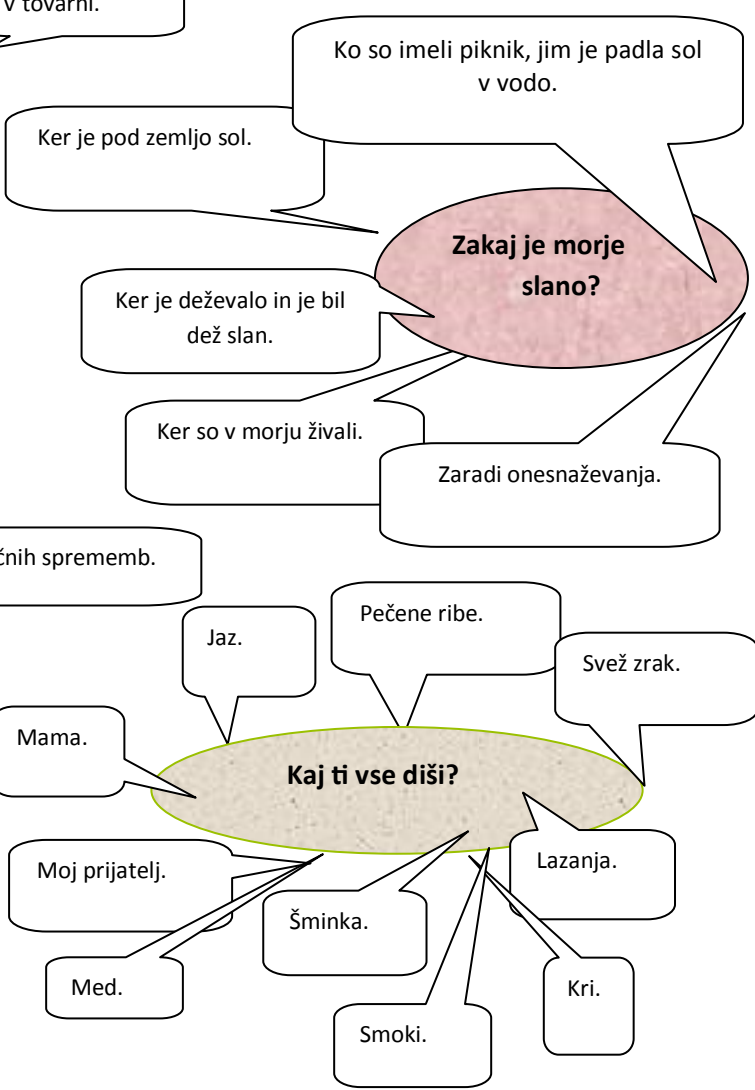 v tovarni.
Ko so imeli piknik, jim je padla sol
v vodo.
Ker je pod zemljo sol.
Zakaj je morje
slano?
Ker je deževalo in je bil
dež slan.
Ker so v morju živali.
Zaradi onesnaževanja.
čnih sprememb.
Pečene ribe.
Jaz.
Svež zrak.
Mama.
Kaj ti vse diši?
Moj prijatelj.
Lazanja.
Šminka.
Med.
Kri.
Smoki.